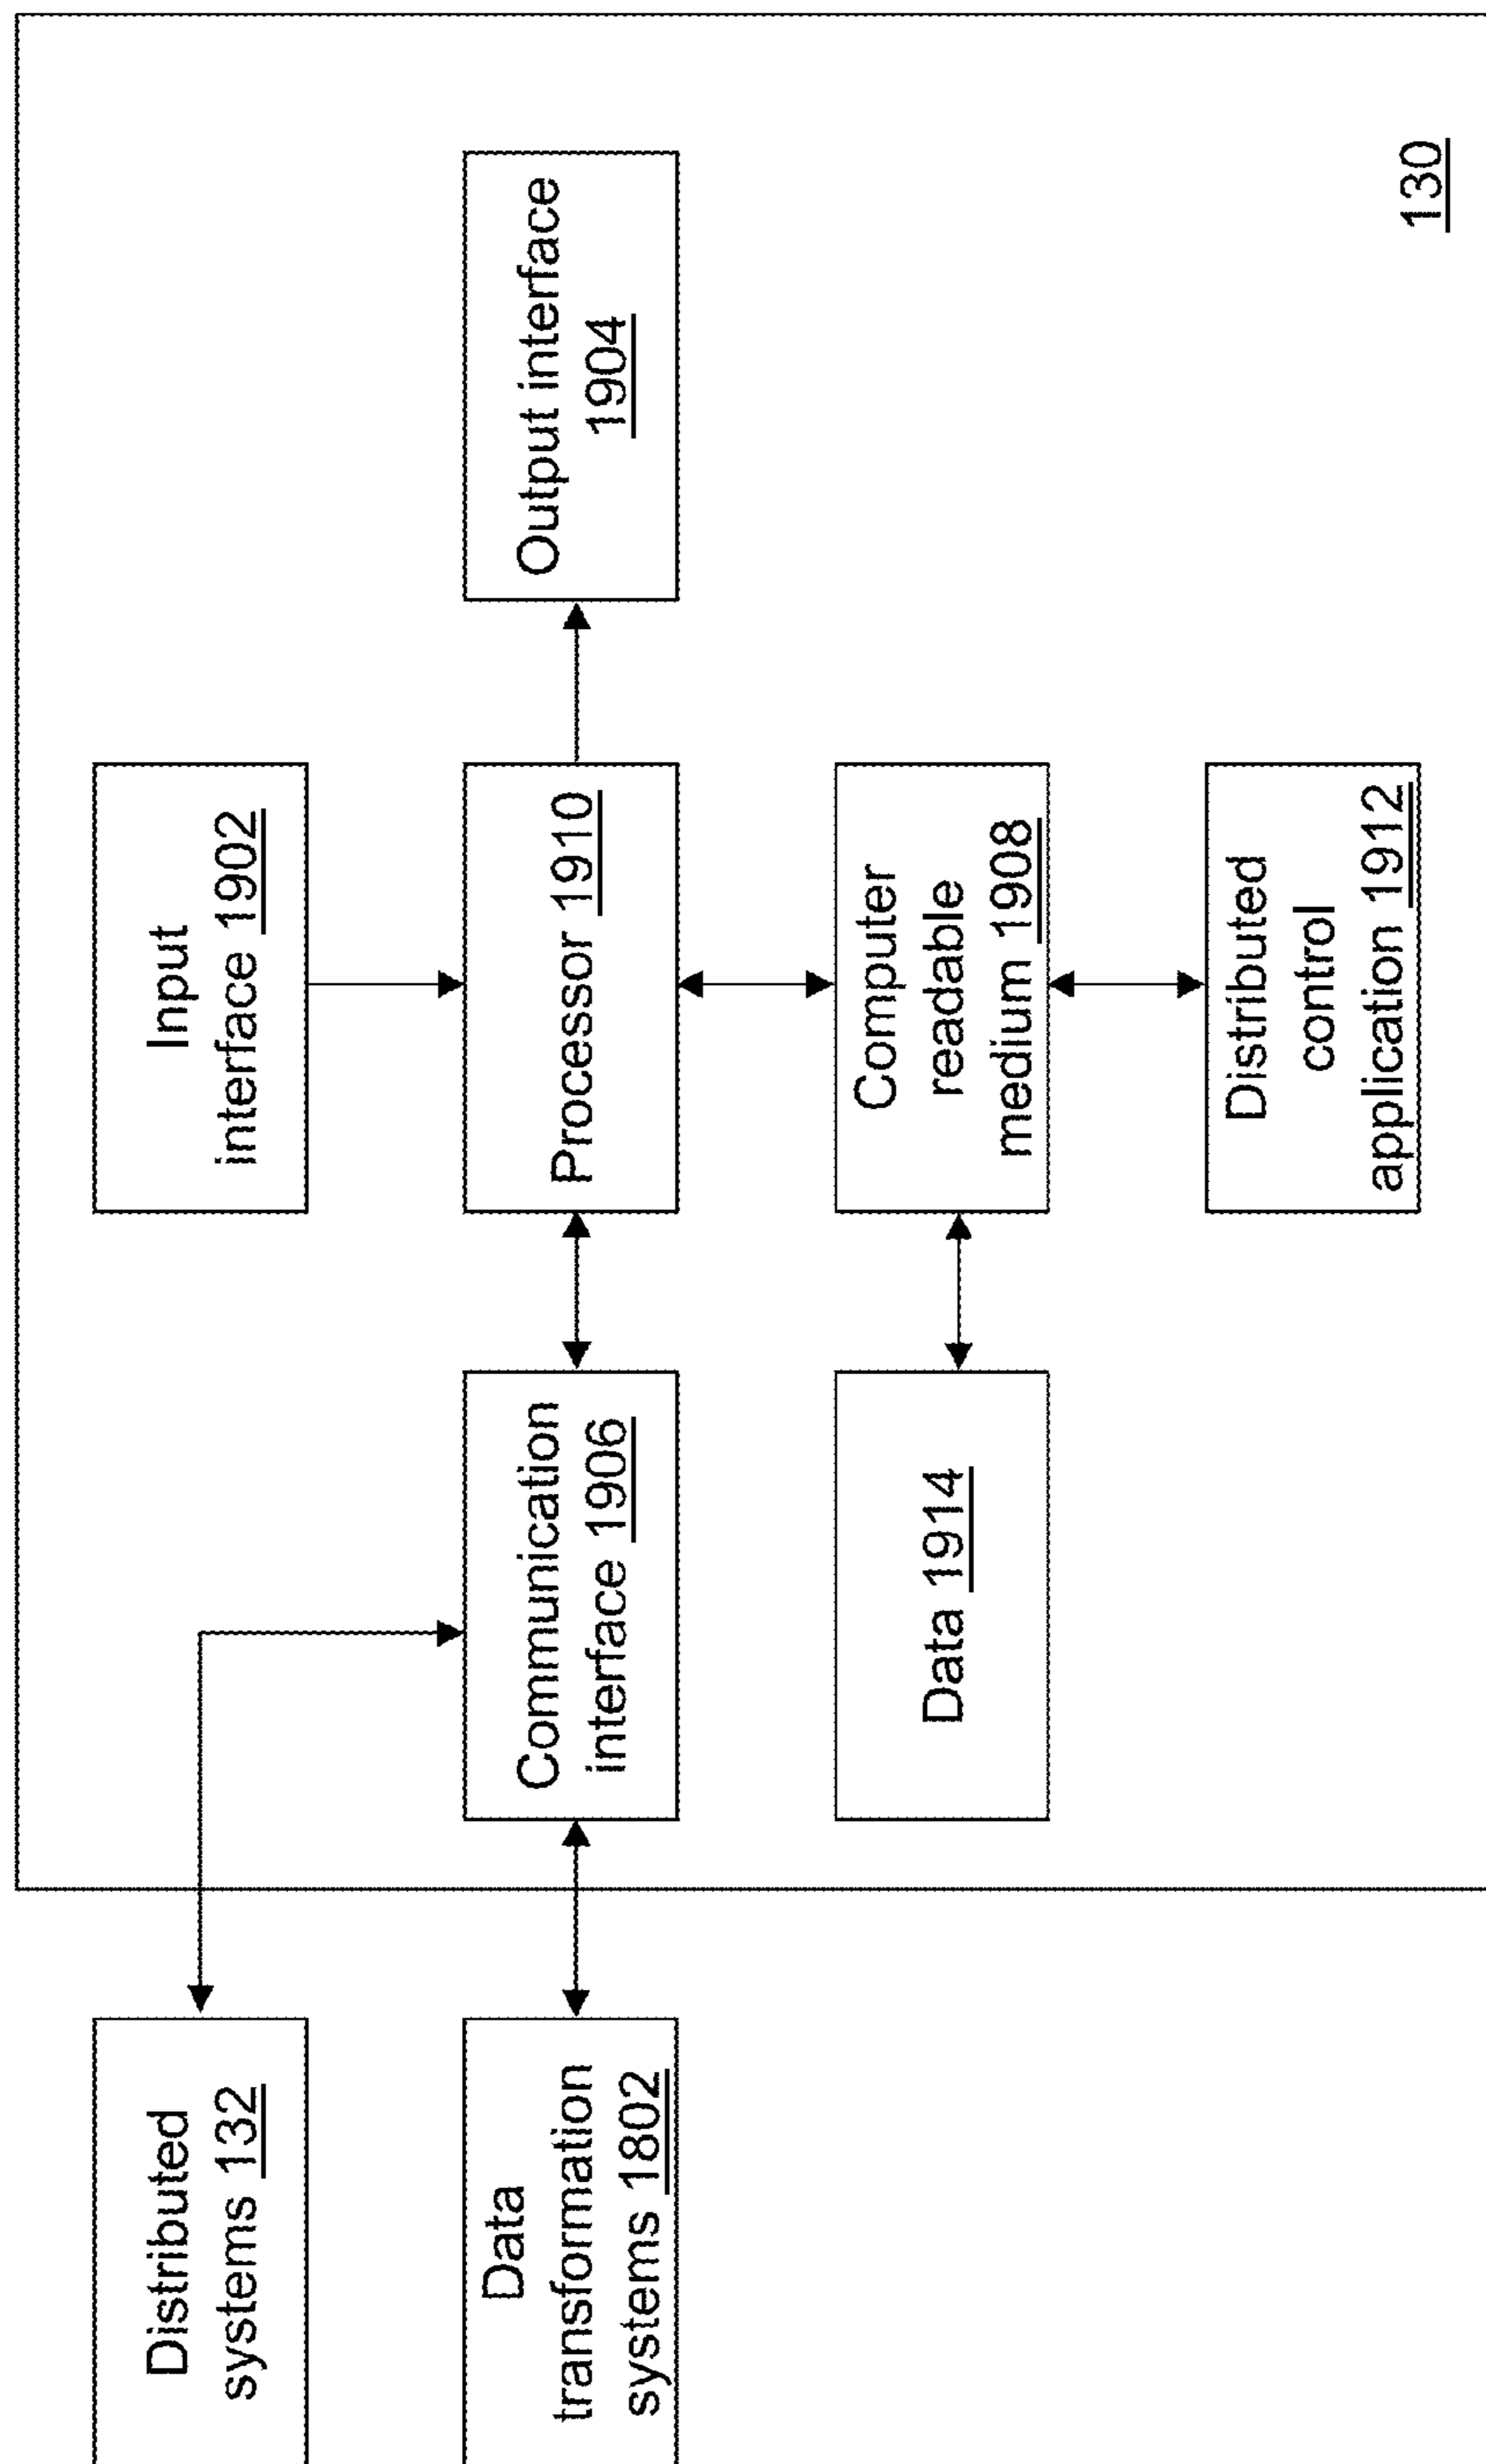 Distributed
systems 132
Data
transformation
systems 1802
Communication
interface 1906
Data 1914
Input
interface 1902
Processor 1910
Computer
readable
medium 1908
Distributed
control
application 1912
Output interface
1904
130